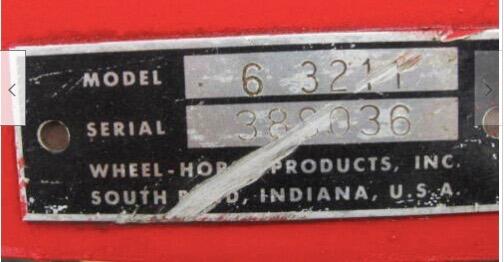 MODEL 6 3211
SERIAL 388036
WHEEL-HORSE PRODUCTS, INC.
SOUTH BEND, INDIANA, U.S.A.